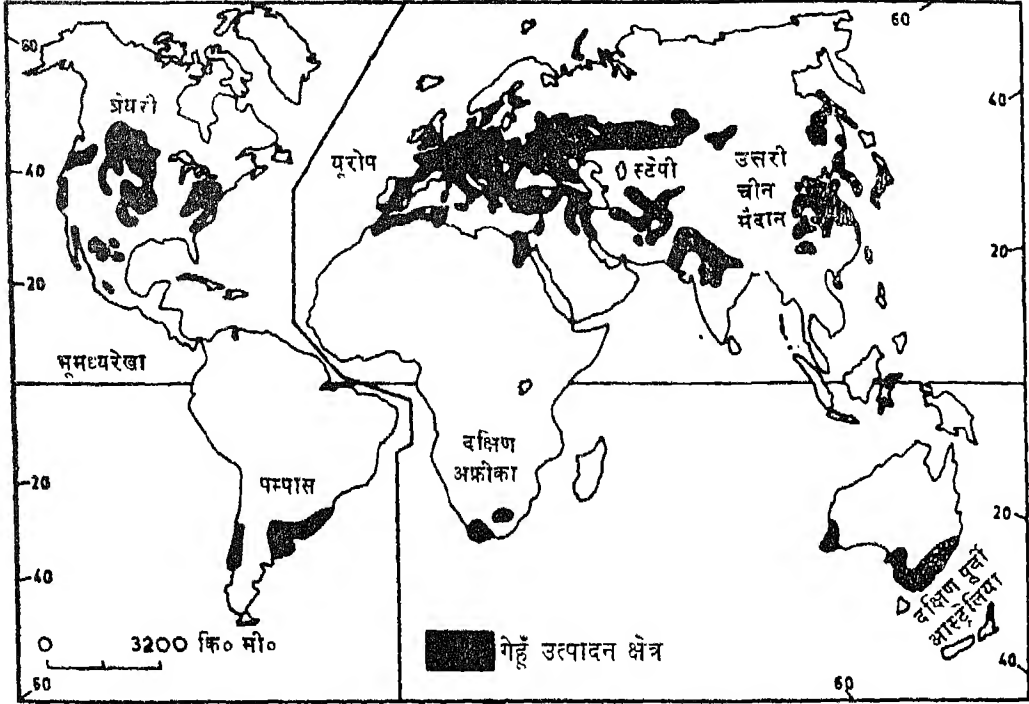 60
60
प्रेयरी
40
40
यूरोप
स्टेपी
उत्तरी
चीन
मैदान
20
20
भूमध्यरेखा
दक्षिण
अफ्रीका
पम्पास
20
20
40
40
दक्षिण पूर्वी
आस्ट्रेलिया
0 3200 कि० मी०
गेहूँ उत्पादन क्षेत्र
60
60